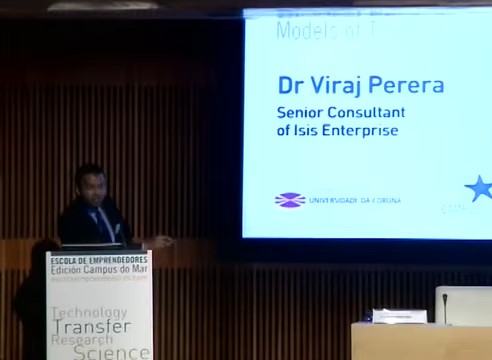 Models of T
Dr Viraj Perera
Senior Consultant
of Isis Enterprise
UNIVERSIDADE DA CORUÑA
ESCOLA DE EMPRENDEDORES
Edición Campus do Mar
Technology
Transfer
Research
Science